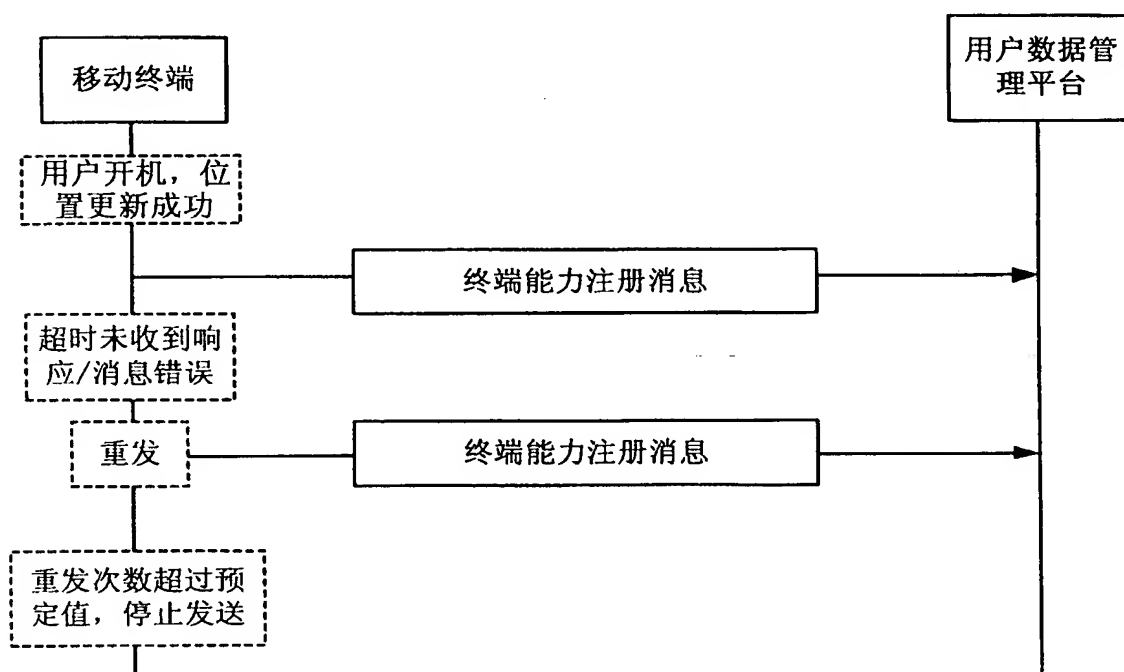 移动终端
用户数据管
理平台
用户开机，位
置更新成功
终端能力注册消息
超时未收到响
应/消息错误
重发
终端能力注册消息
重发次数超过预
定值，停止发送